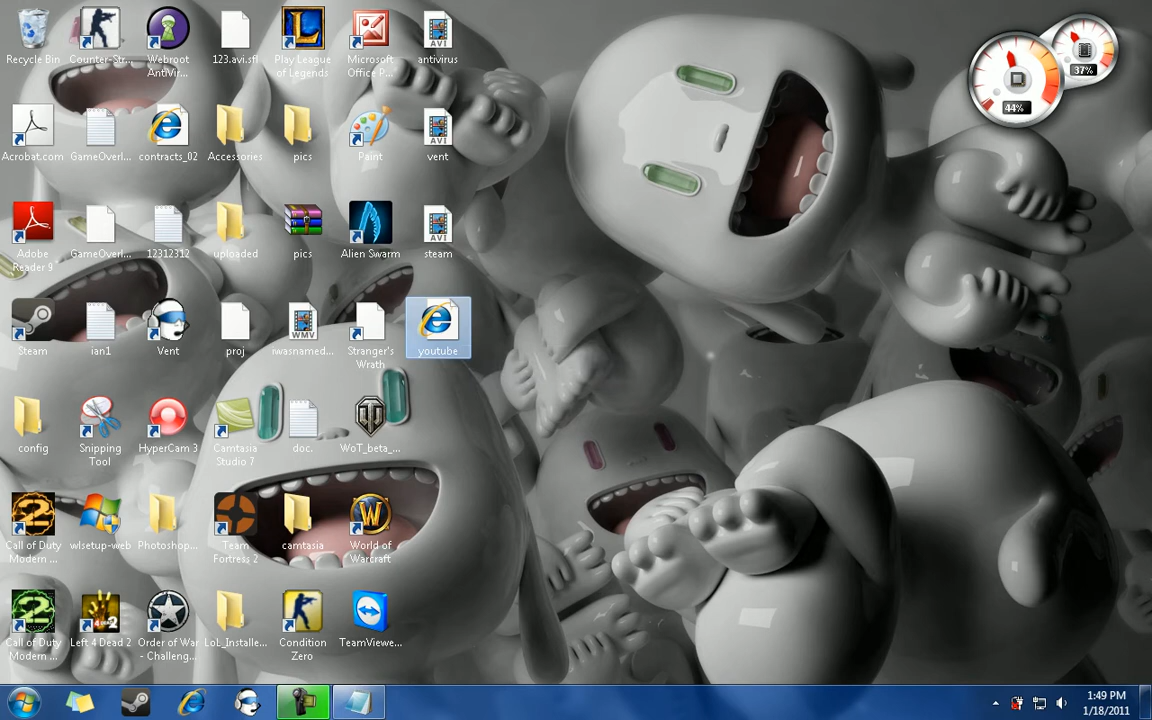 Recycle Bin
Counter-Str...
Webroot
AntiVir...
123.avi.sfl
Play League
of Legends
Microsoft
Office P...
AVI
antivirus
Acrobat.com
GameOverl...
contracts_02
Accessories
pics
Paint
AVI
vent
Adobe
Reader 9
GameOverl...
12312312
uploaded
pics
Alien Swarm
AVI
steam
Steam
ian1
Vent
proj
WMV
iwasnamed...
Stranger's
Wrath
youtube
config
Snipping
Tool
HyperCam 3
Camtasia
Studio 7
doc.
WoT_beta_...
Call of Duty
Modern ...
wlsetup-web
Photoshop...
Team
Fortress 2
camtasia
World of
Warcraft
Call of Duty
Modern ...
Left 4 Dead 2
Order of War
- Challeng...
LoL_Installe...
Condition
Zero
TeamViewe...
44%
37%
1:49 PM
1/18/2011